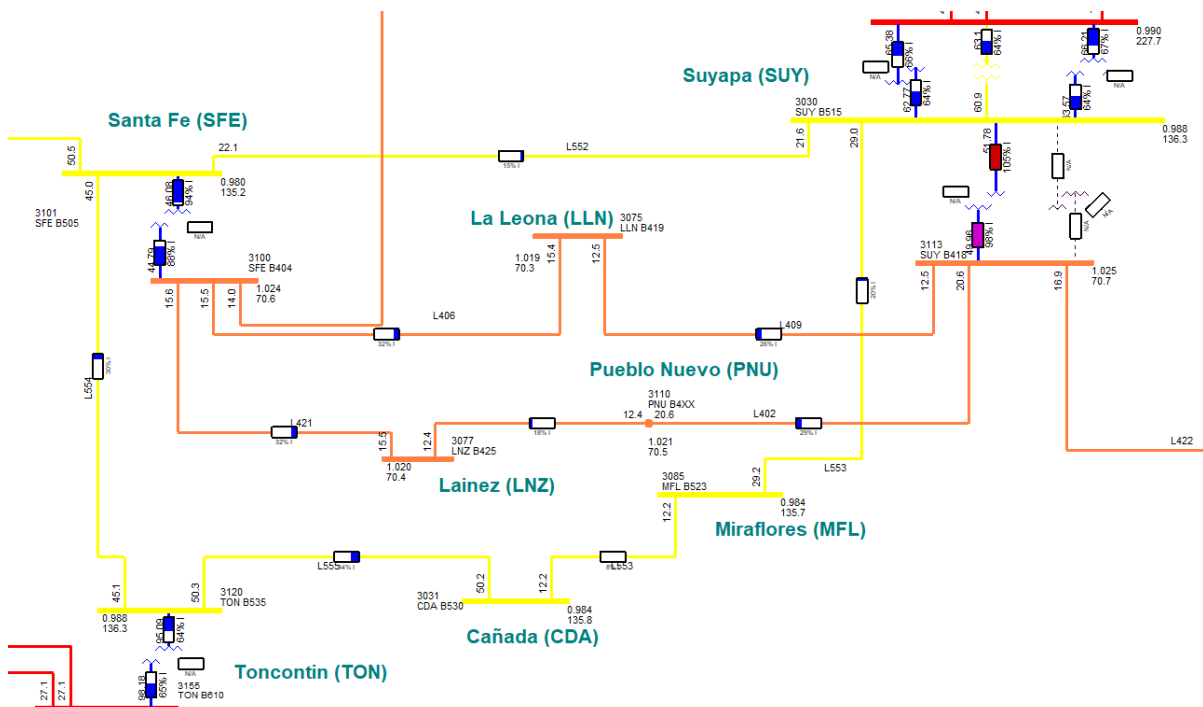 0.990
227.7
65.38
66% I
N/A
62.77
64% I
63.1
64% I
60.9
66.21
67% I
N/A
64% I
Suyapa (SUY)
3030
SUY B515
0.988
136.3
21.6
29.0
51.78
105% I
N/A
N/A
N/A
N/A
49.96
98% I
3113
SUY B418
1.025
70.7
12.5
20.6
16.9
Santa Fe (SFE)
50.5
22.1
15% I
L552
45.0
0.980
135.2
3101
SFE B505
46.08
94% I
N/A
44.79
88% I
3100
SFE B404
1.024
70.6
15.6
15.5
14.0
La Leona (LLN)
3075
LLN B419
1.019
70.3
15.4
12.5
20% I
L406
32% I
L409
26% I
Pueblo Nuevo (PNU)
3110
PNU B4XX
12.4
20.6
1.021
70.5
L402
29% I
18% I
L554
30% I
L421
32% I
15.5
12.4
3077
LNZ B425
1.020
70.4
Lainez (LNZ)
L422
L553
3085
MFL B523
29.2
0.984
135.7
12.2
Miraflores (MFL)
L555
L553
45.1
50.3
3120
TON B535
0.988
136.3
50.2
12.2
3031
CDA B530
0.984
135.8
Cañada (CDA)
95.09
64% I
N/A
Toncontin (TON)
98.18
65% I
3155
TON B610
27.1
27.1